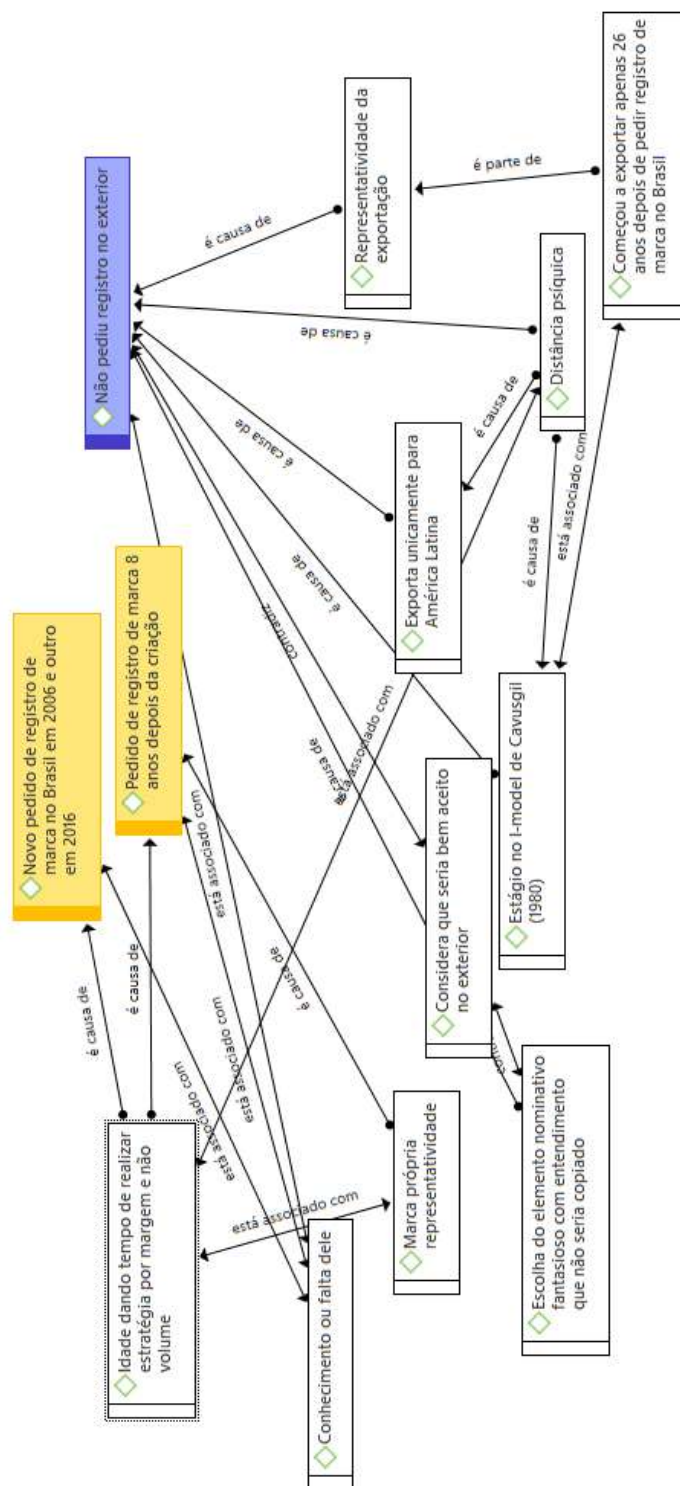 Novo pedido de registro de
marca no Brasil em 2006 e outro
em 2016
Não pediu registro no exterior
Pedido de registro de marca 8
anos depois da criação
Idade dando tempo de realizar
estratégia por margem e não
volume
é causa de
é causa de
está associado com
está associado com
está associado com
é causa de
está associado com
contradiz
é causa de
está associado com
é causa de
é causa de
é causa de
é causa de
Conhecimento ou falta dele
Representatividade da
exportação
Marca própria
representatividade
Exporta unicamente para
América Latina
Considera que seria bem aceito
no exterior
é causa de
é parte de
Estágio no I-model de Cavusgil
(1980)
Distância psíquica
é causa de
está associado com
Escolha do elemento nominativo
fantasioso com entendimento
que não seria copiado
Começou a exportar apenas 26
anos depois de pedir registro de
marca no Brasil